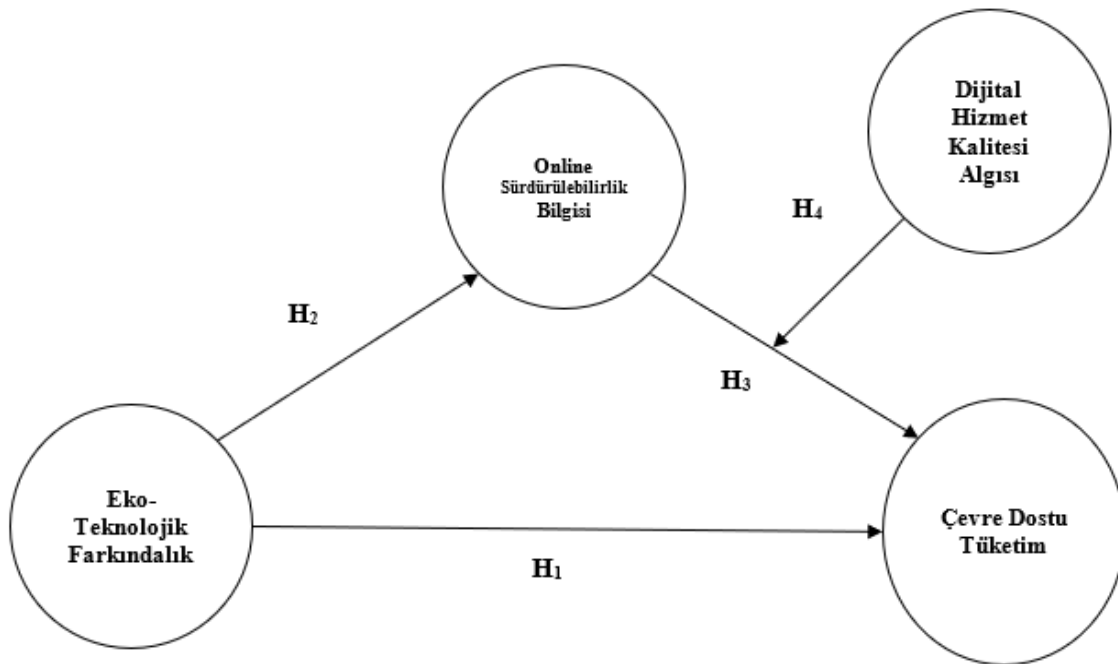 Dijital
Hizmet
Kalitesi
Algısı
Online
Sürdürülebilirlik
Bilgisi
H₄
H₂
H₃
Eko-
Teknolojik
Farkındalık
Çevre Dostu
Tüketim
H₁